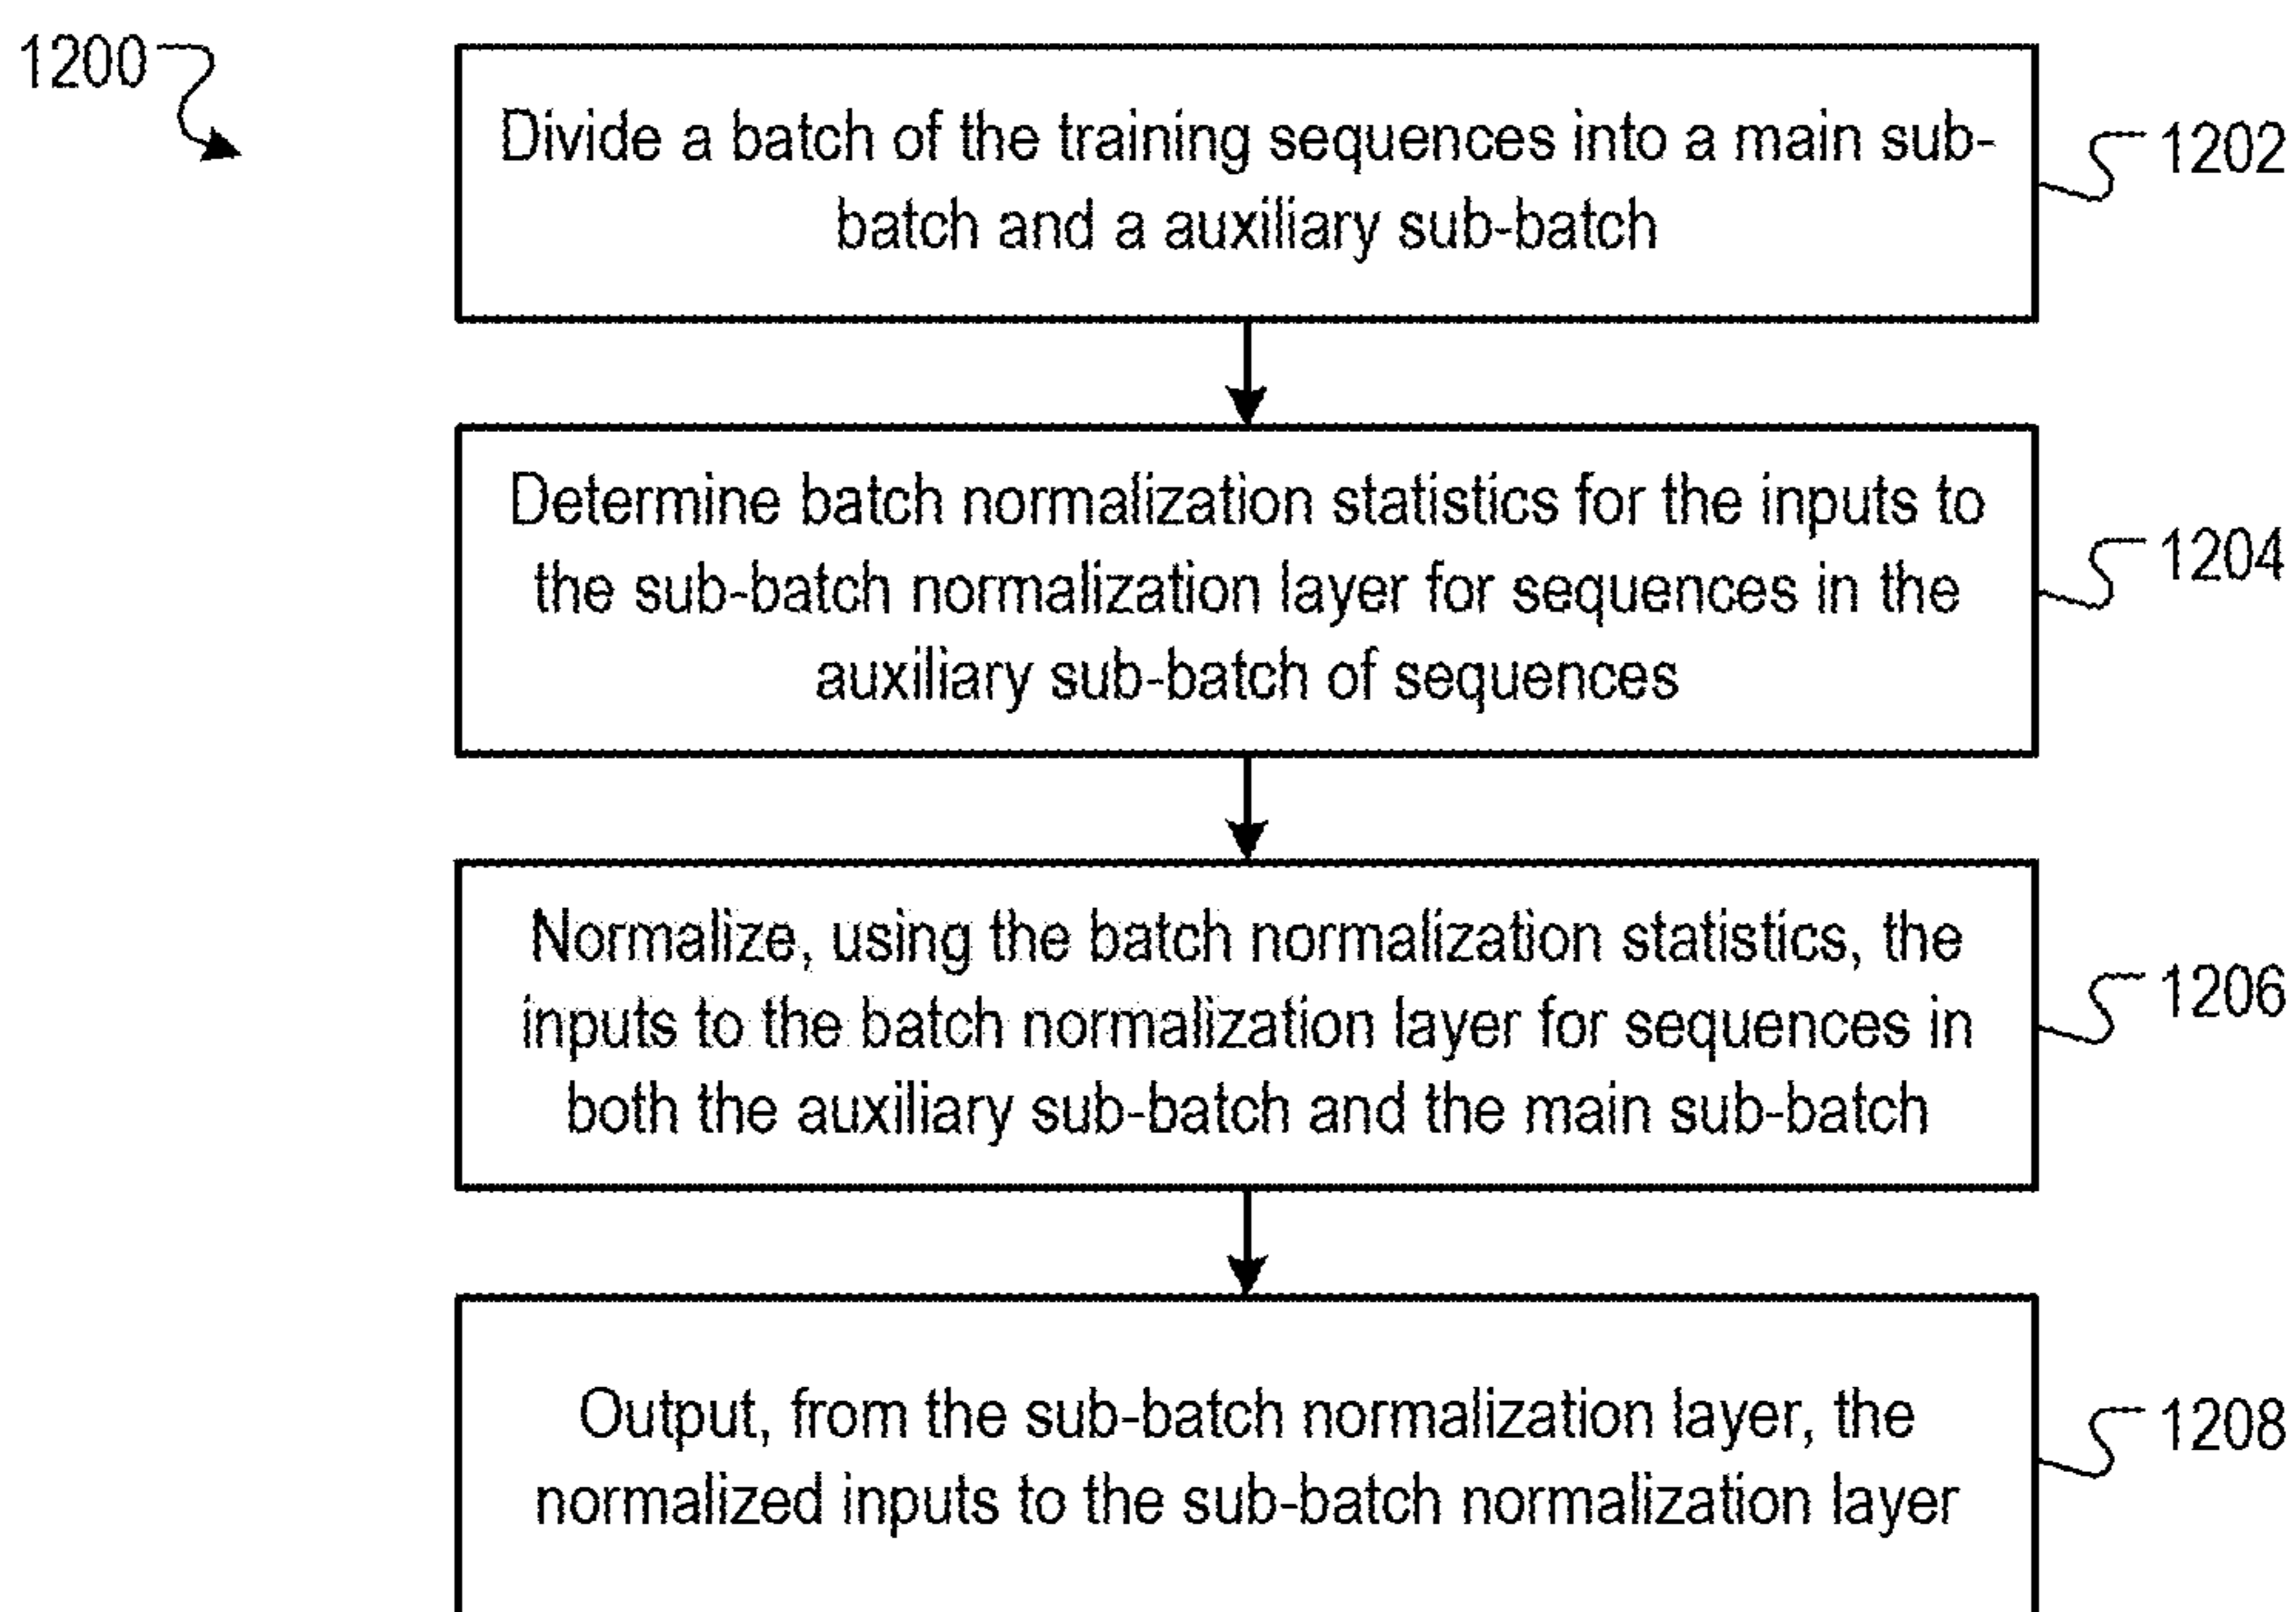 1200
Divide a batch of the training sequences into a main sub-
batch and a auxiliary sub-batch
1202
Determine batch normalization statistics for the inputs to
the sub-batch normalization layer for sequences in the
auxiliary sub-batch of sequences
1204
Normalize, using the batch normalization statistics, the
inputs to the batch normalization layer for sequences in
both the auxiliary sub-batch and the main sub-batch
1206
Output, from the sub-batch normalization layer, the
normalized inputs to the sub-batch normalization layer
1208